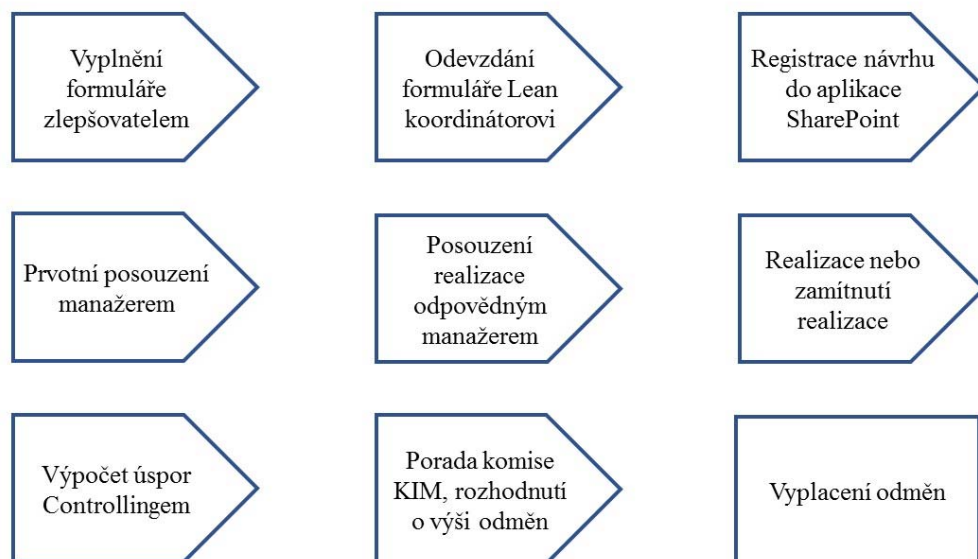 Vyplnění
formuláře
zlepšovatelem
Odevzdání
formuláře Lean
koordinátorovi
Registrace návrhu
do aplikace
SharePoint
Prvotní posouzení
manažerem
Posouzení
realizace
odpovědným
manažerem
Realizace nebo
zamítnutí
realizace
Výpočet úspor
Controllingem
Porada komise
KIM, rozhodnutí
o výši odměn
Vyplacení odměn